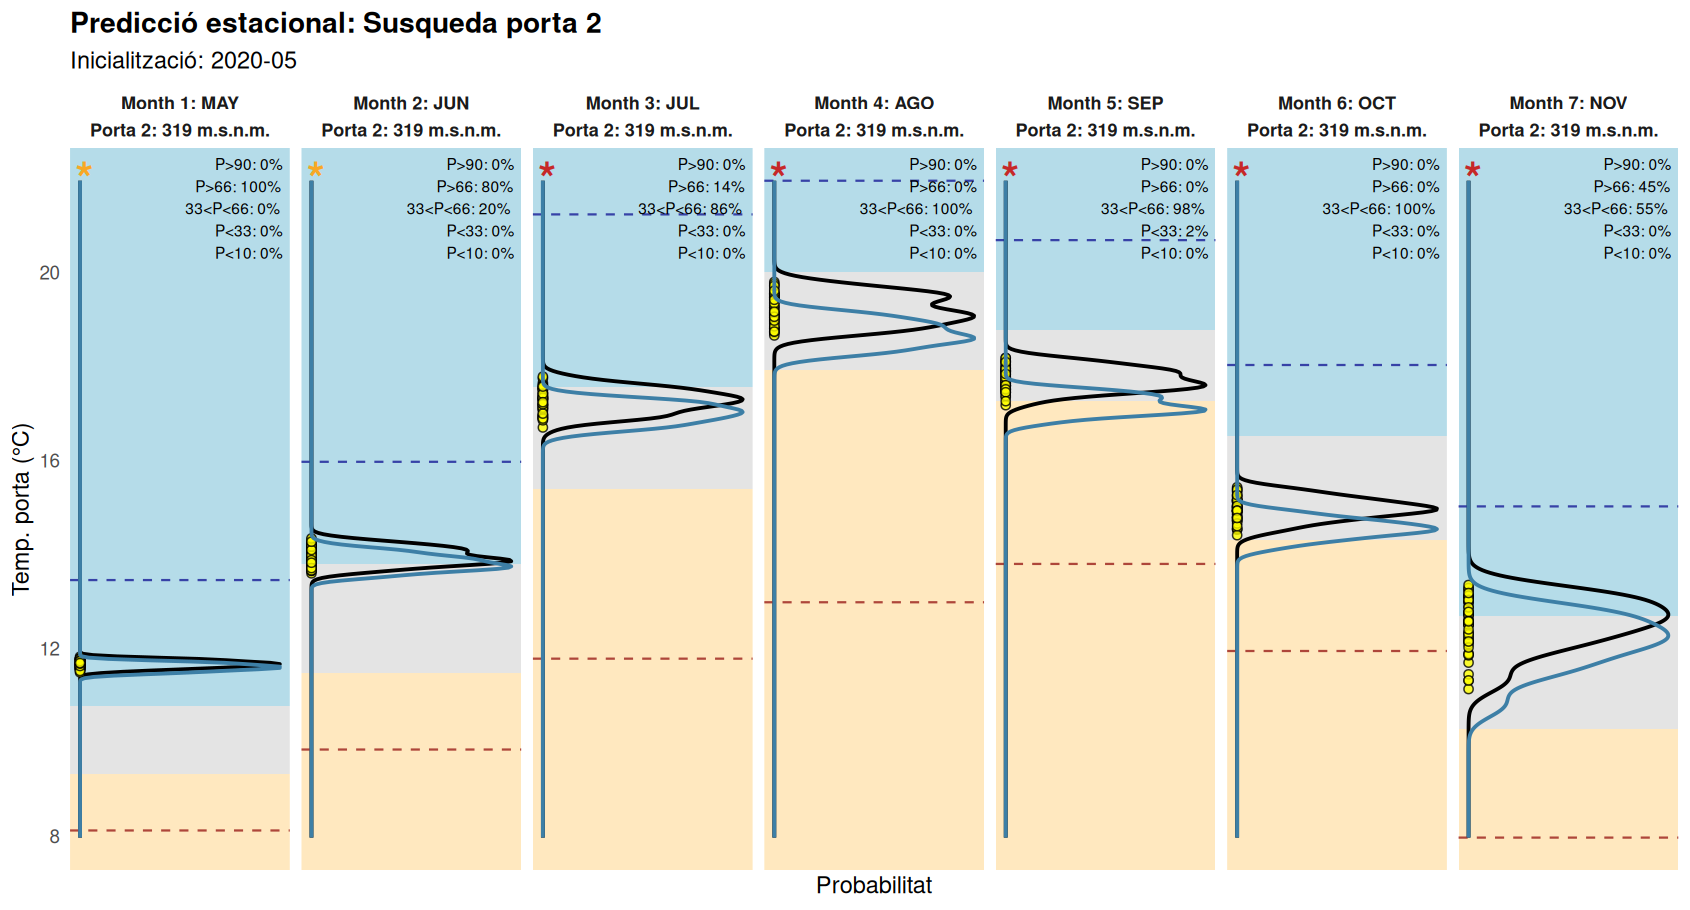 Predicció estacional: Susqueda porta 2
Inicialització: 2020-05
Month 1: MAY
Porta 2: 319 m.s.n.m.
Month 2: JUN
Porta 2: 319 m.s.n.m.
Month 3: JUL
Porta 2: 319 m.s.n.m.
Month 4: AGO
Porta 2: 319 m.s.n.m.
Month 5: SEP
Porta 2: 319 m.s.n.m.
Month 6: OCT
Porta 2: 319 m.s.n.m.
Month 7: NOV
Porta 2: 319 m.s.n.m.
*
P>90: 0%
P>66: 100%
33<P<66: 0%
P<33: 0%
P<10: 0%
*
P>90: 0%
P>66: 80%
33<P<66: 20%
P<33: 0%
P<10: 0%
*
P>90: 0%
P>66: 14%
33<P<66: 86%
P<33: 0%
P<10: 0%
*
P>90: 0%
P>66: 0%
33<P<66: 100%
P<33: 0%
P<10: 0%
*
P>90: 0%
P>66: 0%
33<P<66: 98%
P<33: 2%
P<10: 0%
*
P>90: 0%
P>66: 0%
33<P<66: 100%
P<33: 0%
P<10: 0%
*
P>90: 0%
P>66: 45%
33<P<66: 55%
P<33: 0%
P<10: 0%
20
16
12
8
Temp. porta (°C)
Probabilitat